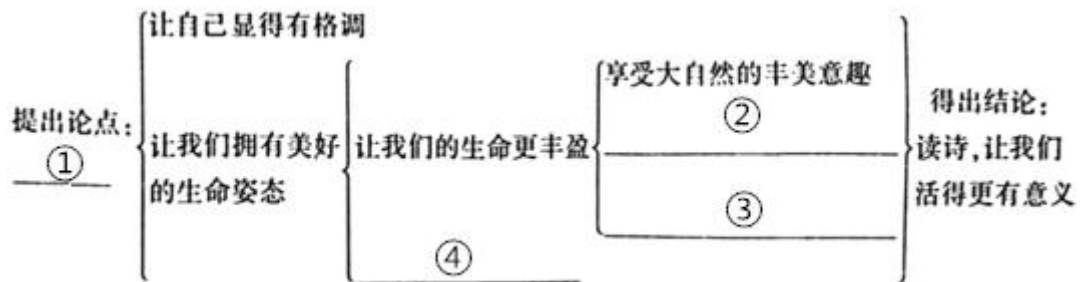 让自己显得有格调
提出论点：
①
让我们拥有美好
的生命姿态
让我们的生命更丰盈
享受大自然的丰美意趣
②
③
④
得出结论：
读诗，让我们
活得更有意义